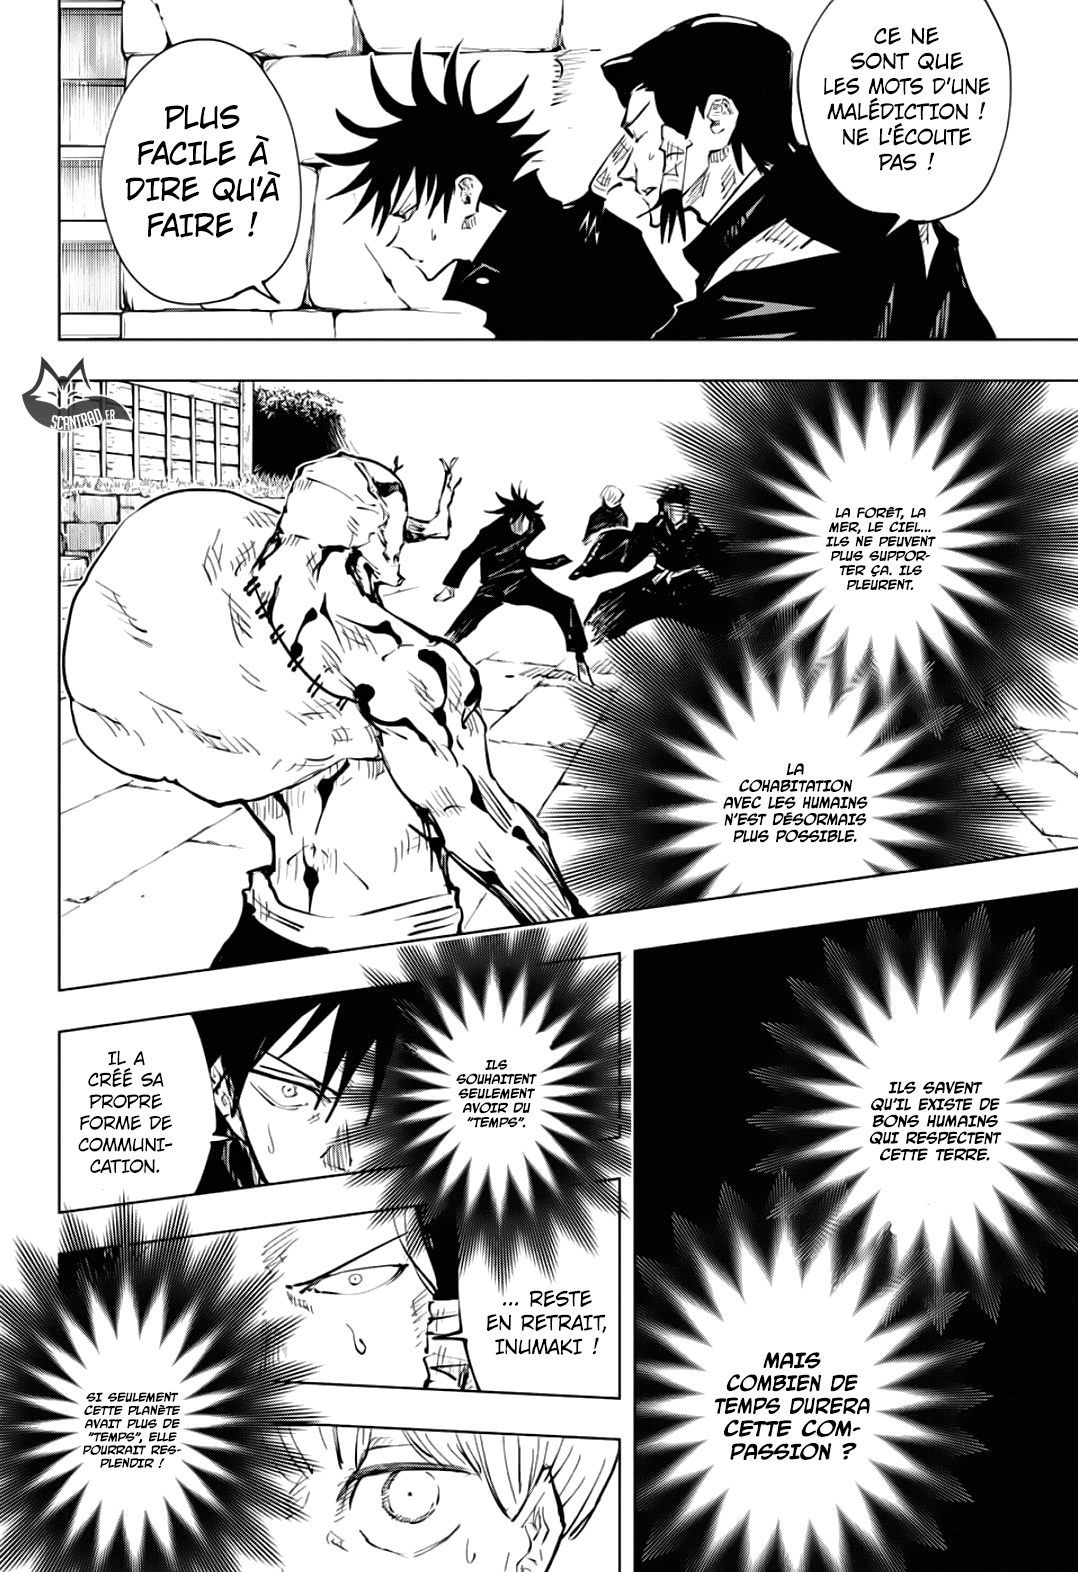 CE NE
SONT QUE
LES MOTS D'UNE
MALÉDICTION !
NE L'ÉCOUTE
PAS !
PLUS
FACILE À
DIRE QU'À
FAIRE !
SCANTRAD.FR
LA FORÊT, LA
MER, LE CIEL...
ILS NE PEUVENT
PLUS SUPPOR-
TER ÇA. ILS
PLEURENT.
LA
COHABITATION
AVEC LES HUMAINS
N'EST DÉSORMAIS
PLUS POSSIBLE.
ILS SAVENT
QU'IL EXISTE DE
BONS HUMAINS
QUI RESPECTENT
CETTE TERRE.
MAIS
COMBIEN DE
TEMPS DURERA
CETTE COM-
PASSION ?
ILS
SOUHAITENT
SEULEMENT
AVOIR DU
"TEMPS".
IL A
CRÉÉ SA
PROPRE
FORME DE
COMMUNI-
CATION.
... RESTE
EN RETRAIT,
INUMAKI !
SI SEULEMENT
CETTE PLANÈTE
AVAIT PLUS DE
"TEMPS", ELLE
POURRAIT RES-
PLENDIR !